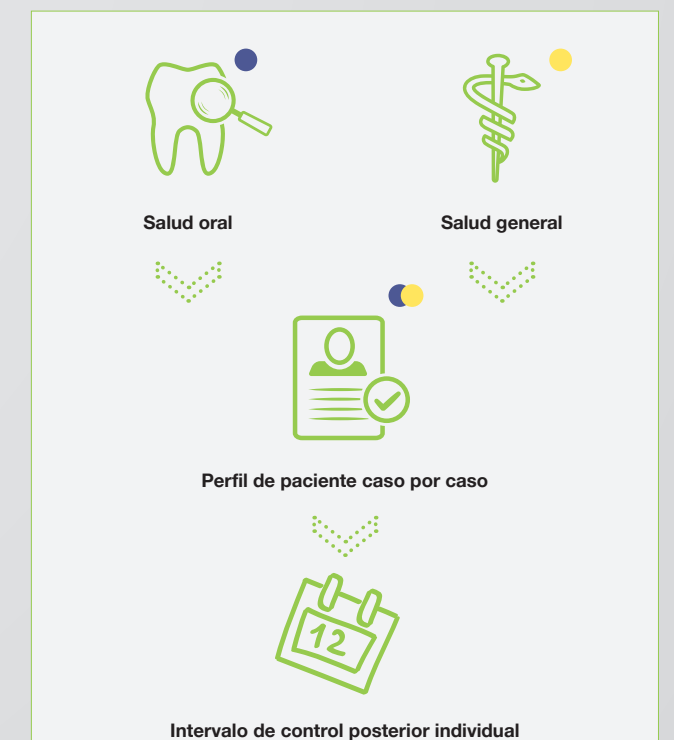 Salud oral
Salud general
Perfil de paciente caso por caso
12
Intervalo de control posterior individual